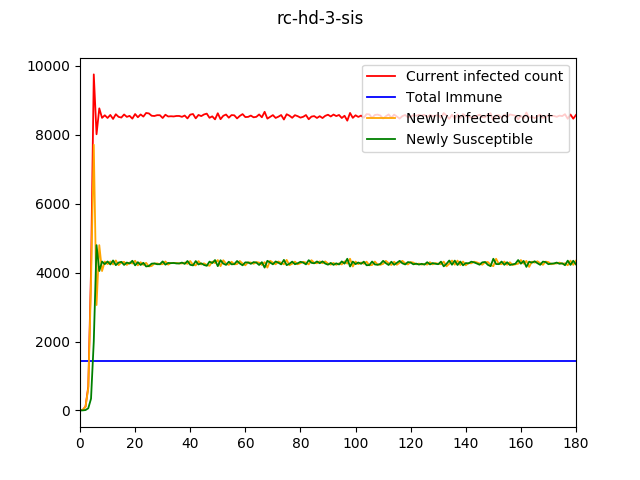 rc-hd-3-sis
10000
8000
6000
4000
2000
0
Current infected count
Total Immune
Newly Infected count
Newly Susceptible
0 20 40 60 80 100 120 140 160 180